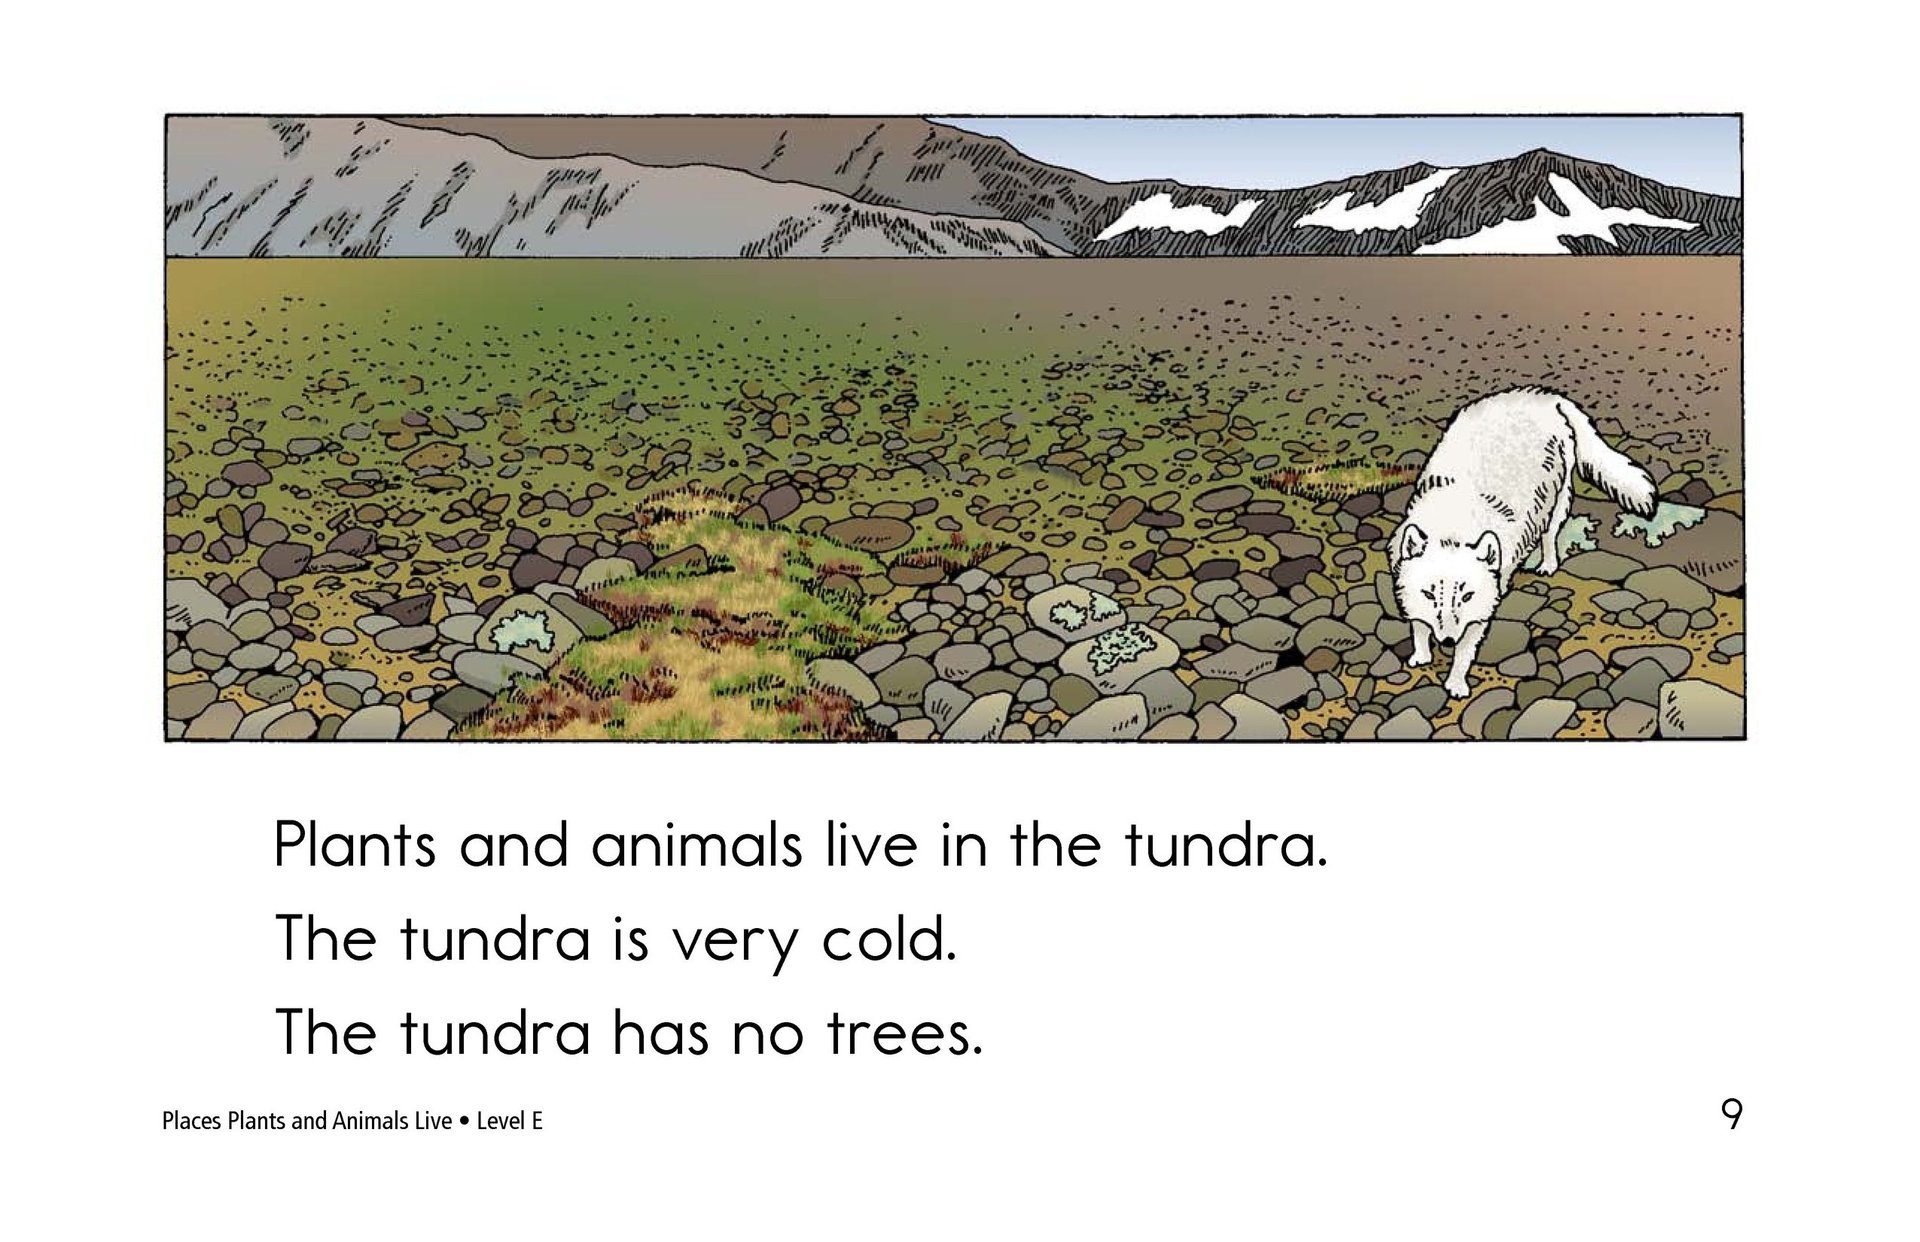 Plants and animals live in the tundra.
The tundra is very cold.
The tundra has no trees.
Places Plants and Animals Live • Level E
9